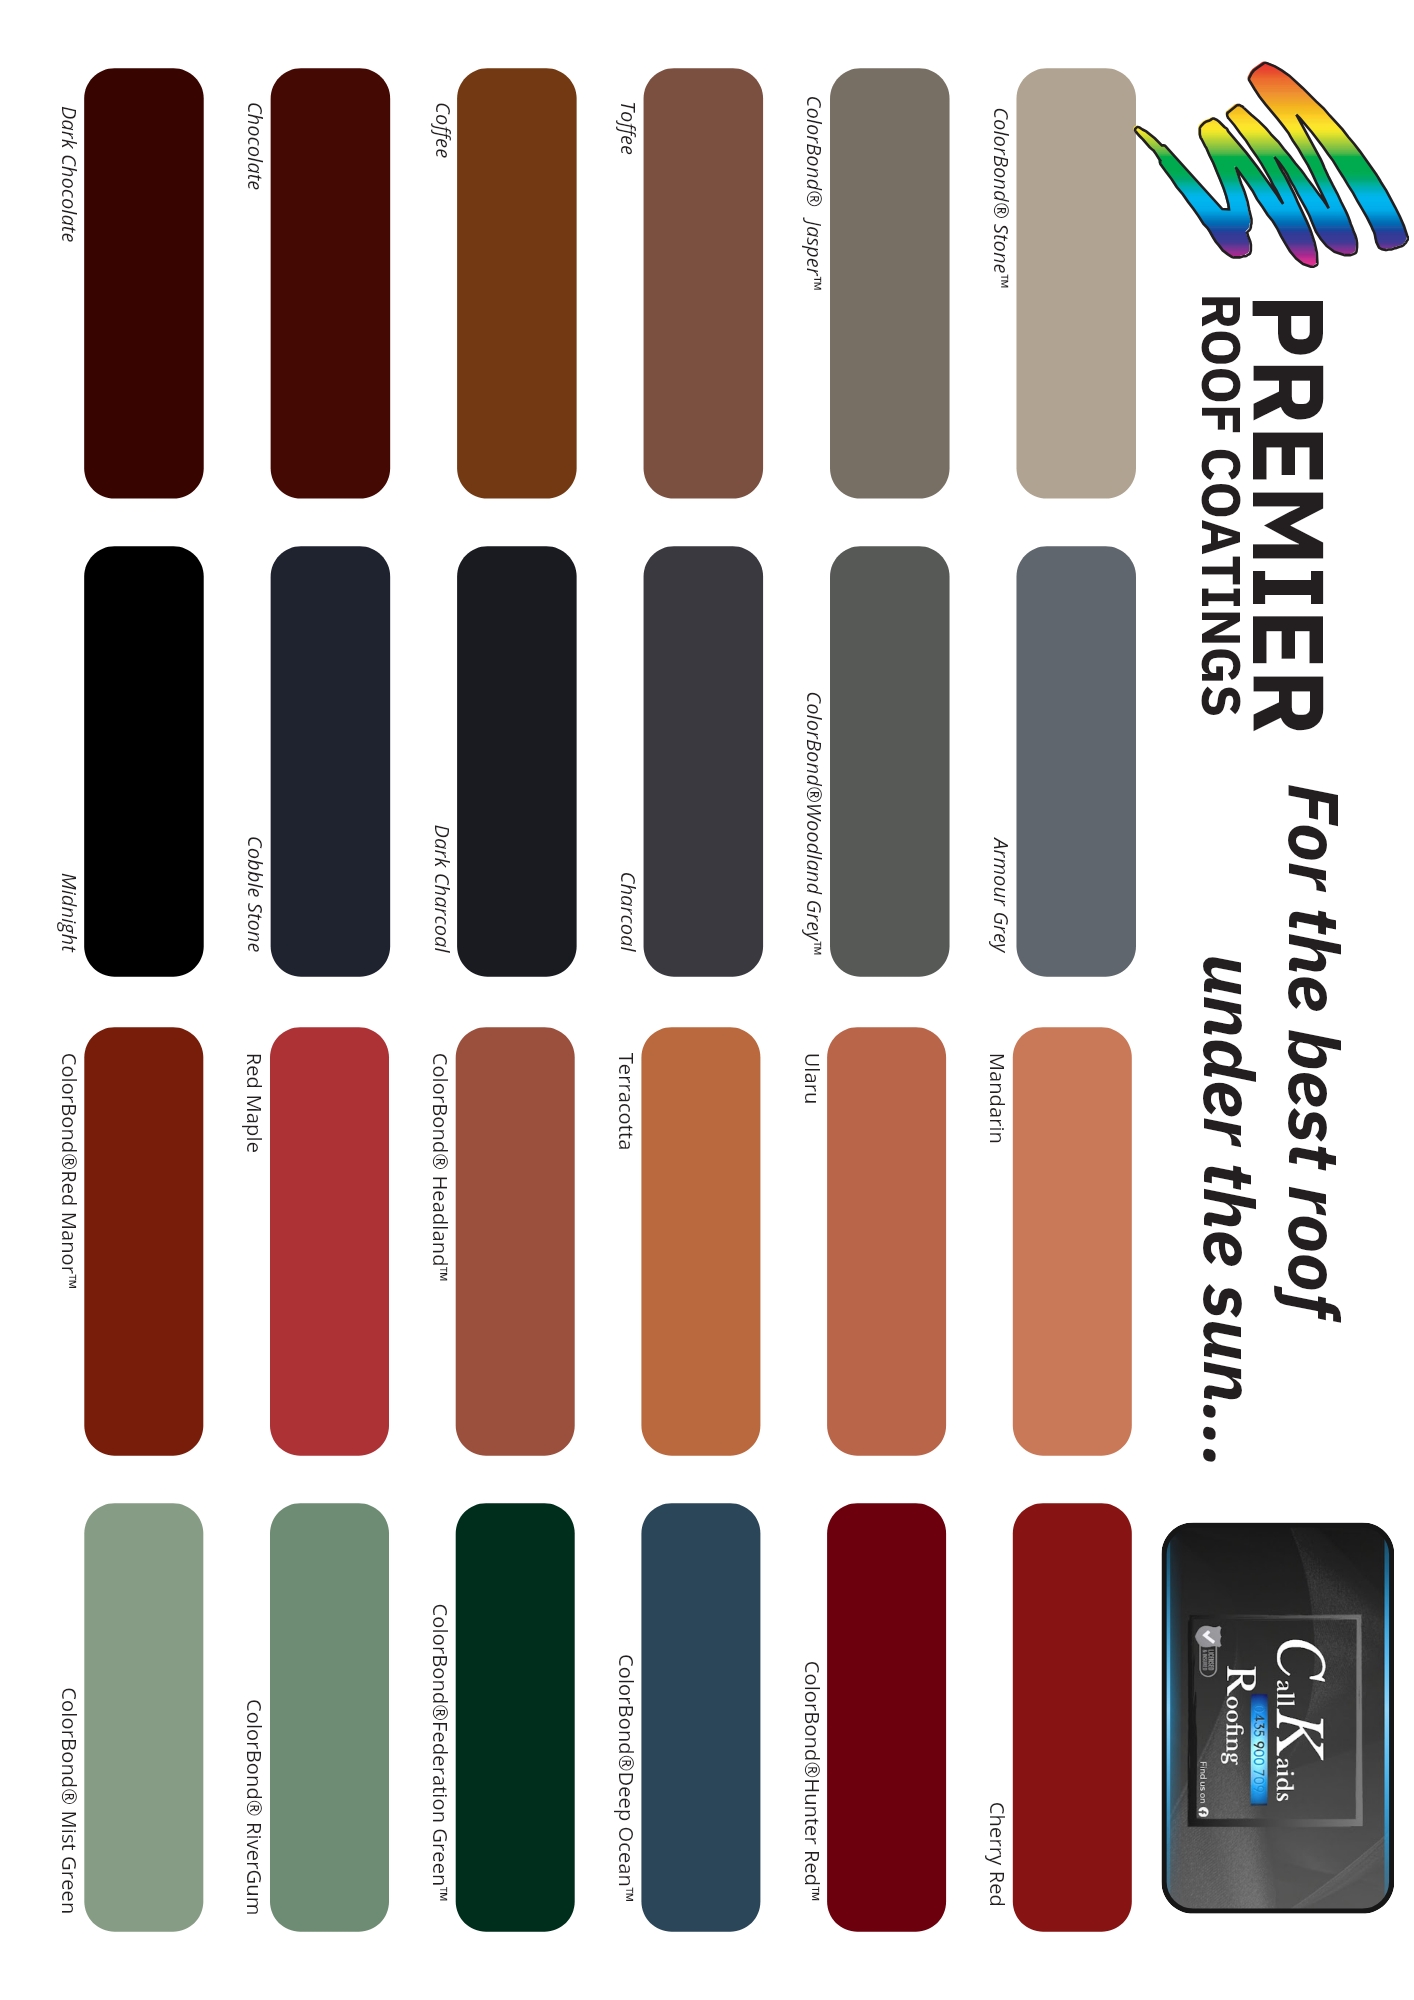 PREMIER
ROOF COATINGS
For the best roof
under the sun...
Call Kaids
0435 900 709
Roofing
LICENSED
& INSURED
Find us on
ColorBond® Stone™
Armour Grey
Mandarin
Cherry Red
ColorBond® Jasper™
ColorBond®Woodland Grey™
Ularu
ColorBond®Hunter Red™
Toffee
Charcoal
Terracotta
ColorBond®Deep Ocean™
Coffee
Dark Charcoal
ColorBond® Headland™
ColorBond®Federation Green™
Chocolate
Cobble Stone
Red Maple
ColorBond® RiverGum
Dark Chocolate
Midnight
ColorBond®Red Manor™
ColorBond® Mist Green